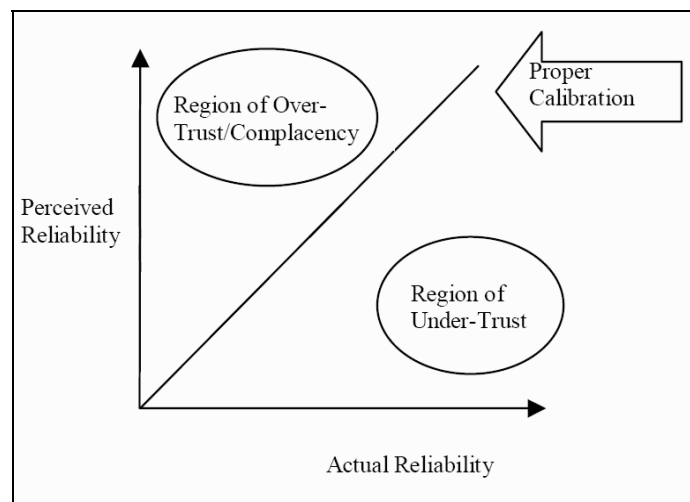 Proper
Calibration
Region of Over-
Trust/Complacency
Perceived
Reliability
Region of
Under-Trust
Actual Reliability